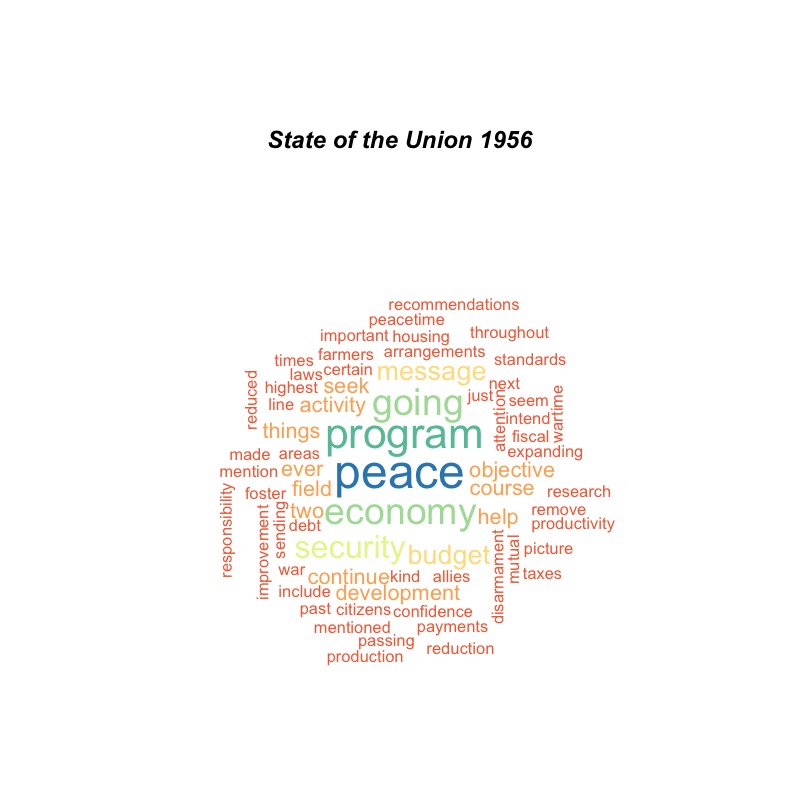 State of the Union 1956
recommendations
peacetime
important housing throughout
times farmers arrangements standards
laws certain message
highest seek next
reduced line activity going just attention seem wartime
intend
things program fiscal
made areas expanding
mention ever peace objective
foster field course research
responsibility two economy help remove
improvement sending debt productivity
security budget disarmament mutual picture
war continue kind allies taxes
include development
past citizens confidence
mentioned payments
passing
production reduction